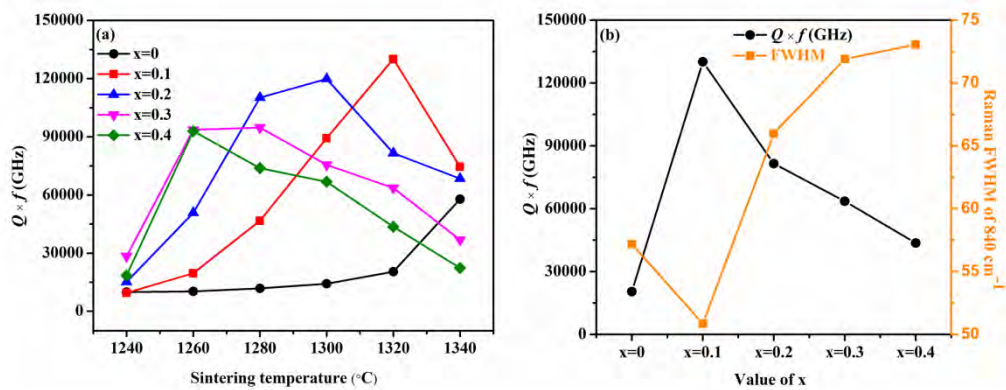 (a)
x=0
x=0.1
x=0.2
x=0.3
x=0.4
150000
120000
90000
60000
30000
0
Q × f (GHz)
1240 1260 1280 1300 1320 1340
Sintering temperature (°C)
(b)
Q × f (GHz)
FWHM
150000
120000
90000
60000
30000
0
Q × f (GHz)
75
70
65
60
55
50
Raman FWHM of 840 cm⁻¹
x=0 x=0.1 x=0.2 x=0.3 x=0.4
Value of x